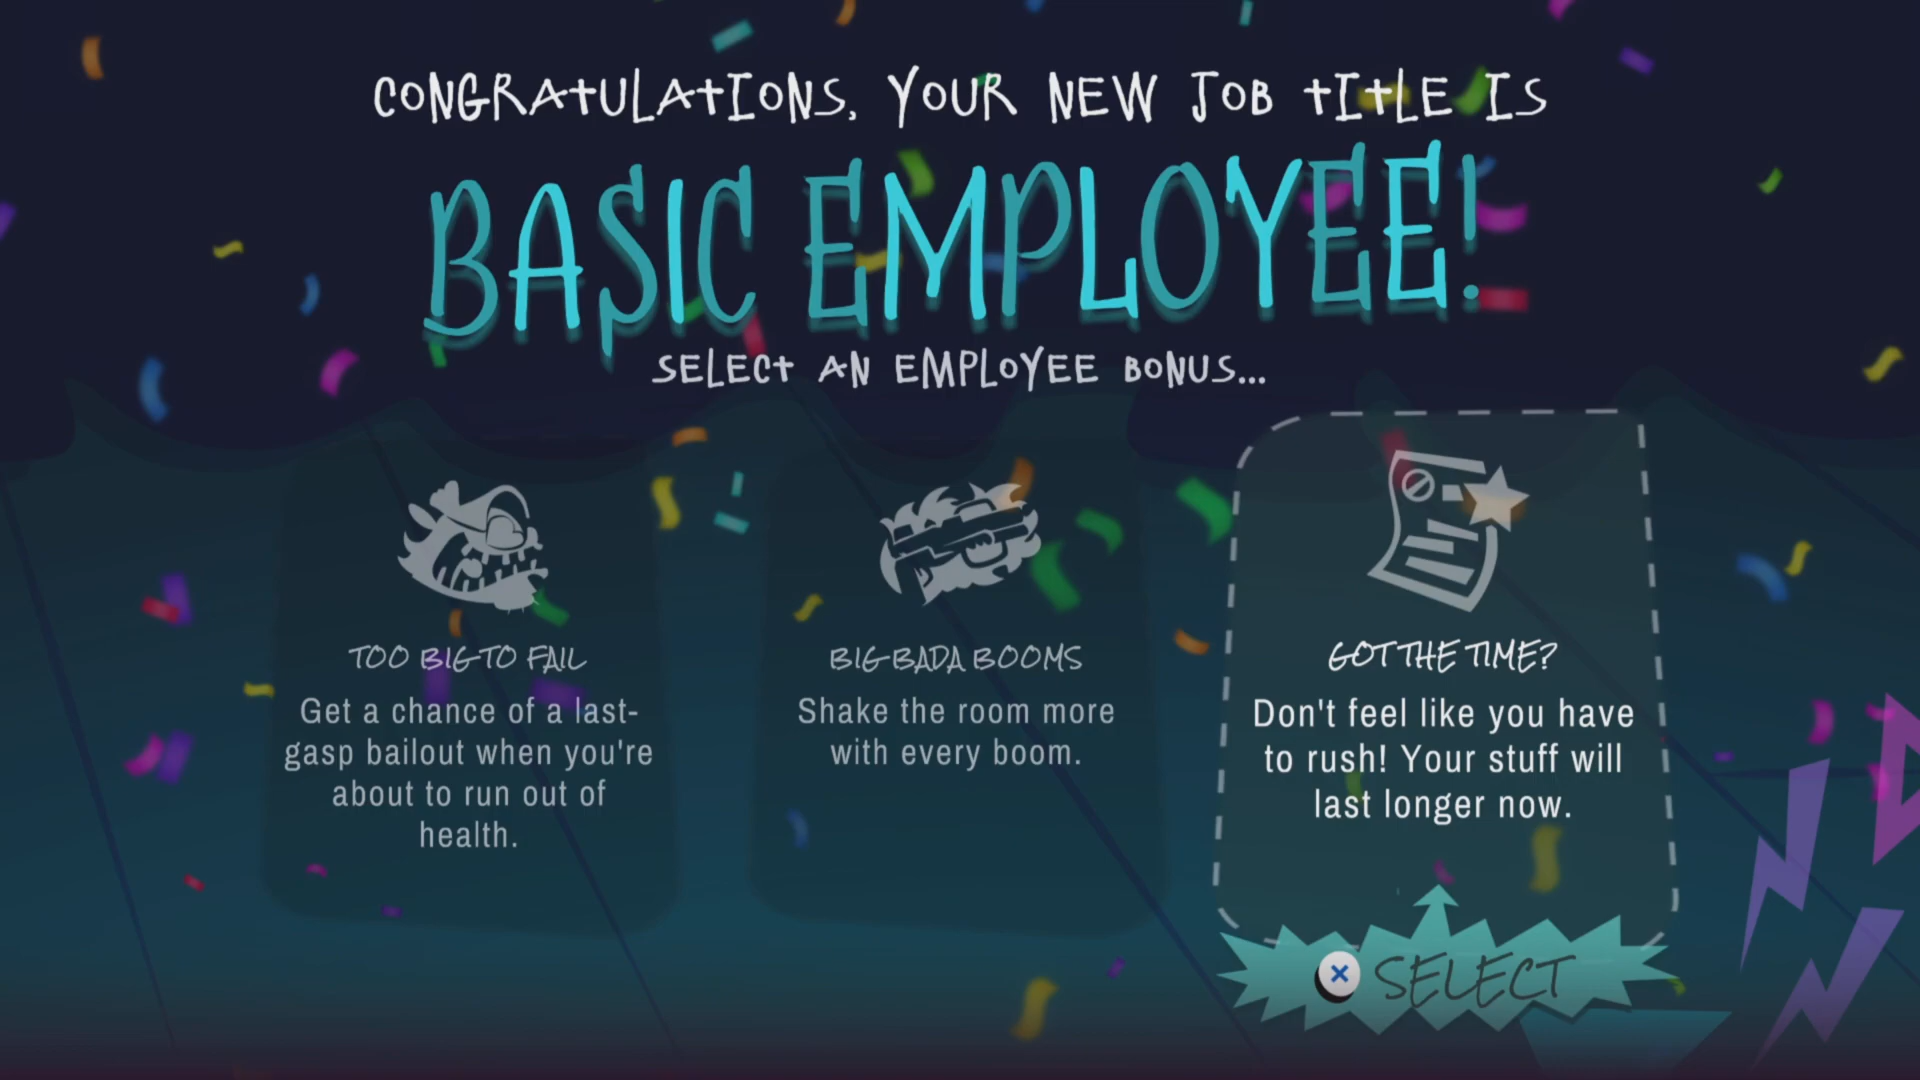 CONGRATULATIONS, YOUR NEW JOB TITLE IS
BASIC EMPLOYEE!
SELECT AN EMPLOYEE BONUS...
TOO BIG TO FAIL
Get a chance of a last-
gasp bailout when you're
about to run out of
health.
BIG BADA BOOMS
Shake the room more
with every boom.
GOT THE TIME?
Don't feel like you have
to rush! Your stuff will
last longer now.
SELECT